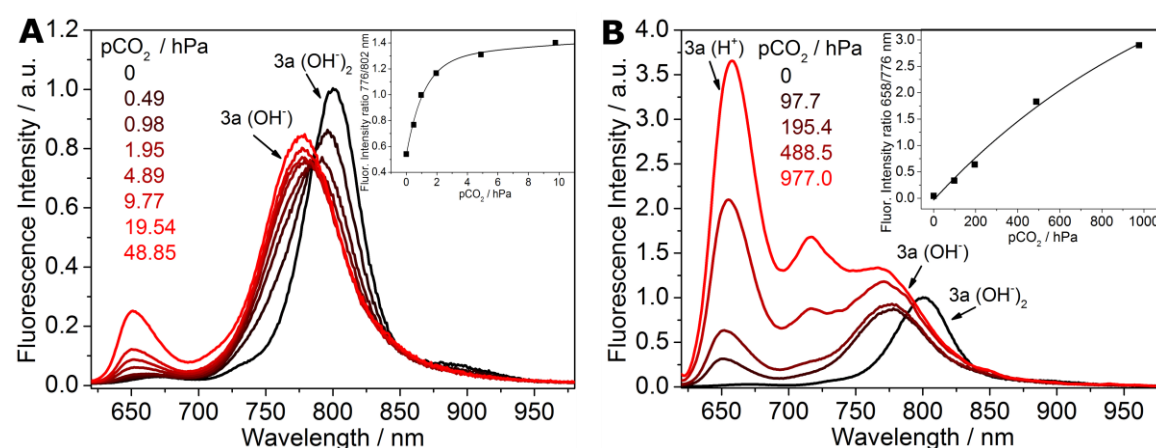 A
1.2
1.0
0.8
0.6
0.4
0.2
0.0
Fluorescence Intensity / a.u.
pCO₂ / hPa
0
0.49
0.98
1.95
4.89
9.77
19.54
48.85
3a (OH⁻)₂
3a (OH⁻)
1.4
1.2
1.0
0.8
0.6
0.4
Fluor. Intensity ratio 776/802 nm
0 2 4 6 8 10
pCO₂ / hPa
650 700 750 800 850 900 950
Wavelength / nm
B
4.0
3.5
3.0
2.5
2.0
1.5
1.0
0.5
0.0
Fluorescence Intensity / a.u.
3a (H⁺)
pCO₂ / hPa
0
97.7
195.4
488.5
977.0
3.0
2.5
2.0
1.5
1.0
0.5
0.0
Fluor. Intensity ratio 658/776 nm
0 200 400 600 800 1000
pCO₂ / hPa
3a (OH⁻)
3a (OH⁻)₂
650 700 750 800 850 900 950
Wavelength / nm